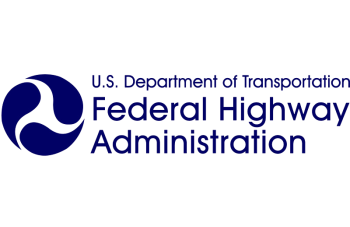 U.S. Department of Transportation
Federal Highway
Administration